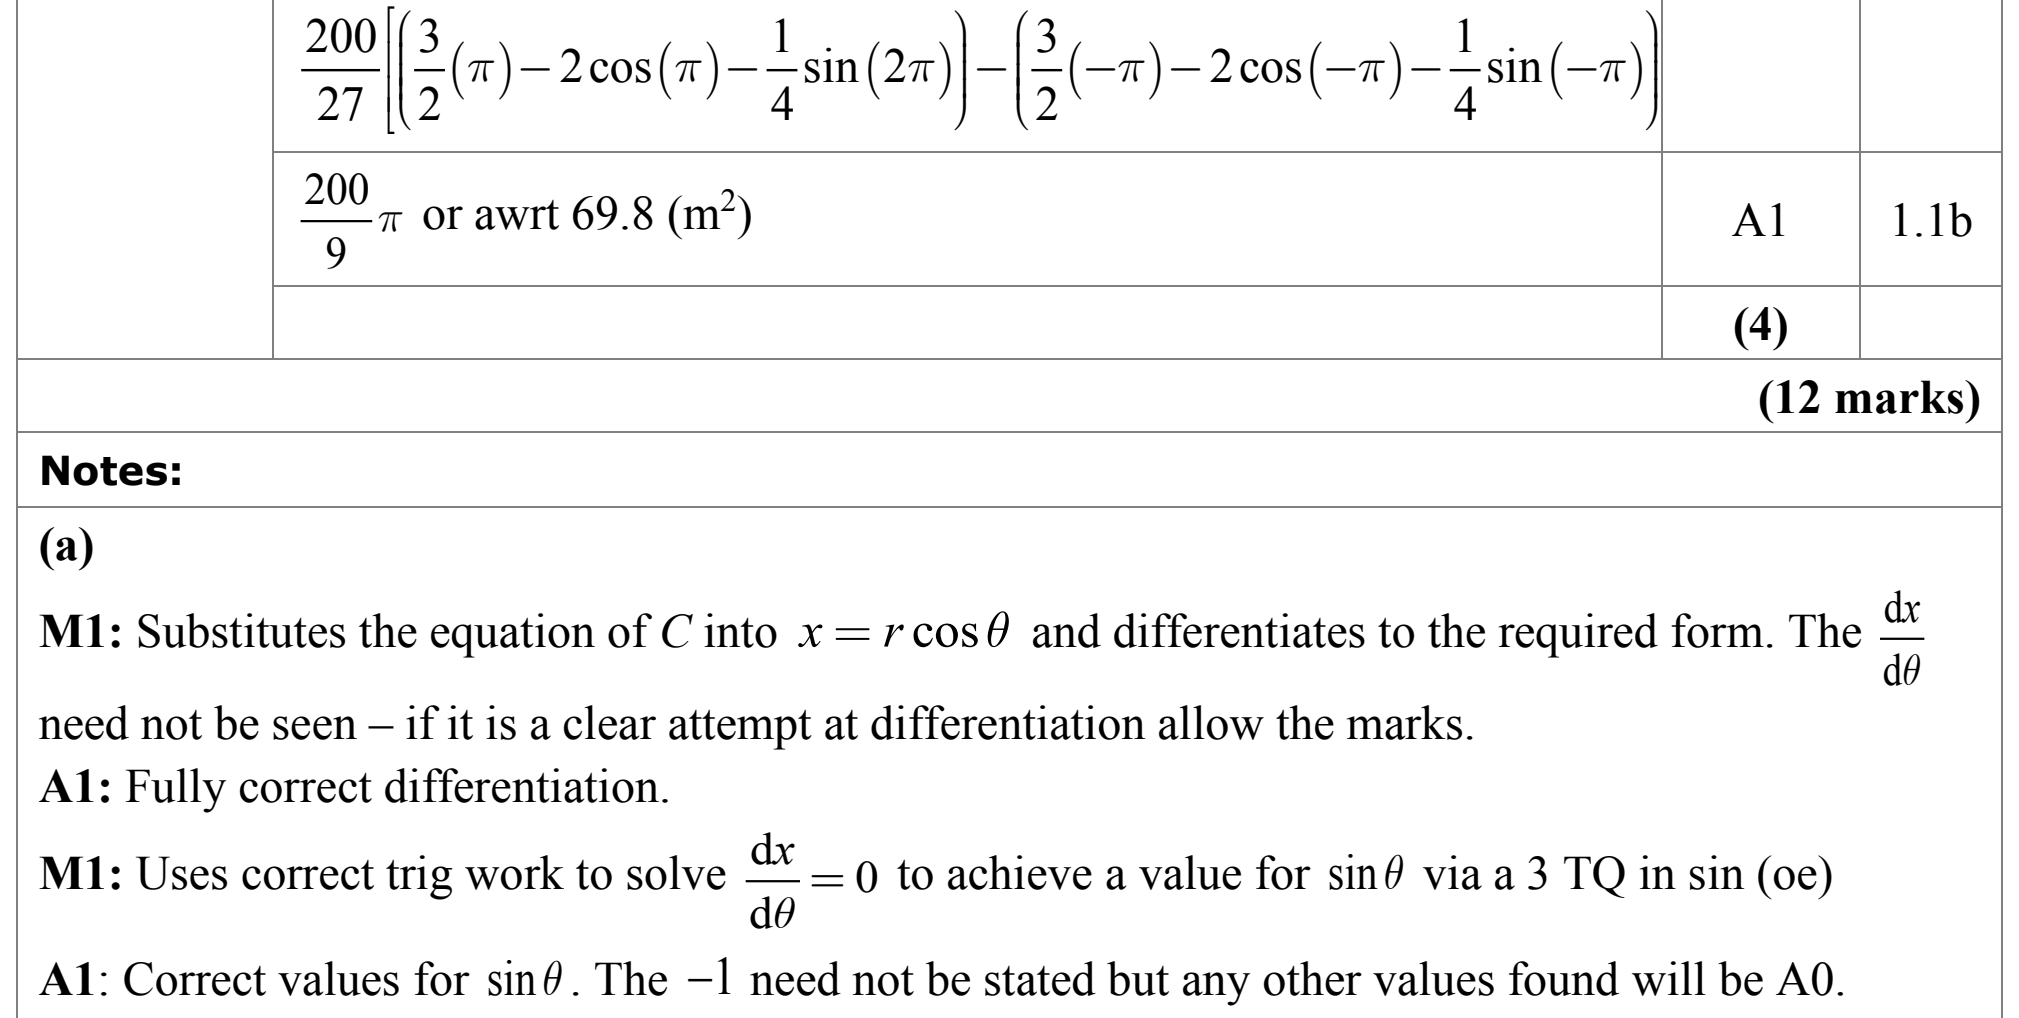 200/27 [(3/2 (π) − 2cos(π) − 1/4 sin(2π)) − (3/2 (−π) − 2cos(−π) − 1/4 sin(−π))
200/9 π or awrt 69.8 (m²) A1 1.1b
(4)
(12 marks)
Notes:
(a)
M1: Substitutes the equation of C into x = r cos θ and differentiates to the required form. The dx/dθ
need not be seen – if it is a clear attempt at differentiation allow the marks.
A1: Fully correct differentiation.
M1: Uses correct trig work to solve dx/dθ = 0 to achieve a value for sin θ via a 3 TQ in sin (oe)
A1: Correct values for sin θ. The −1 need not be stated but any other values found will be A0.